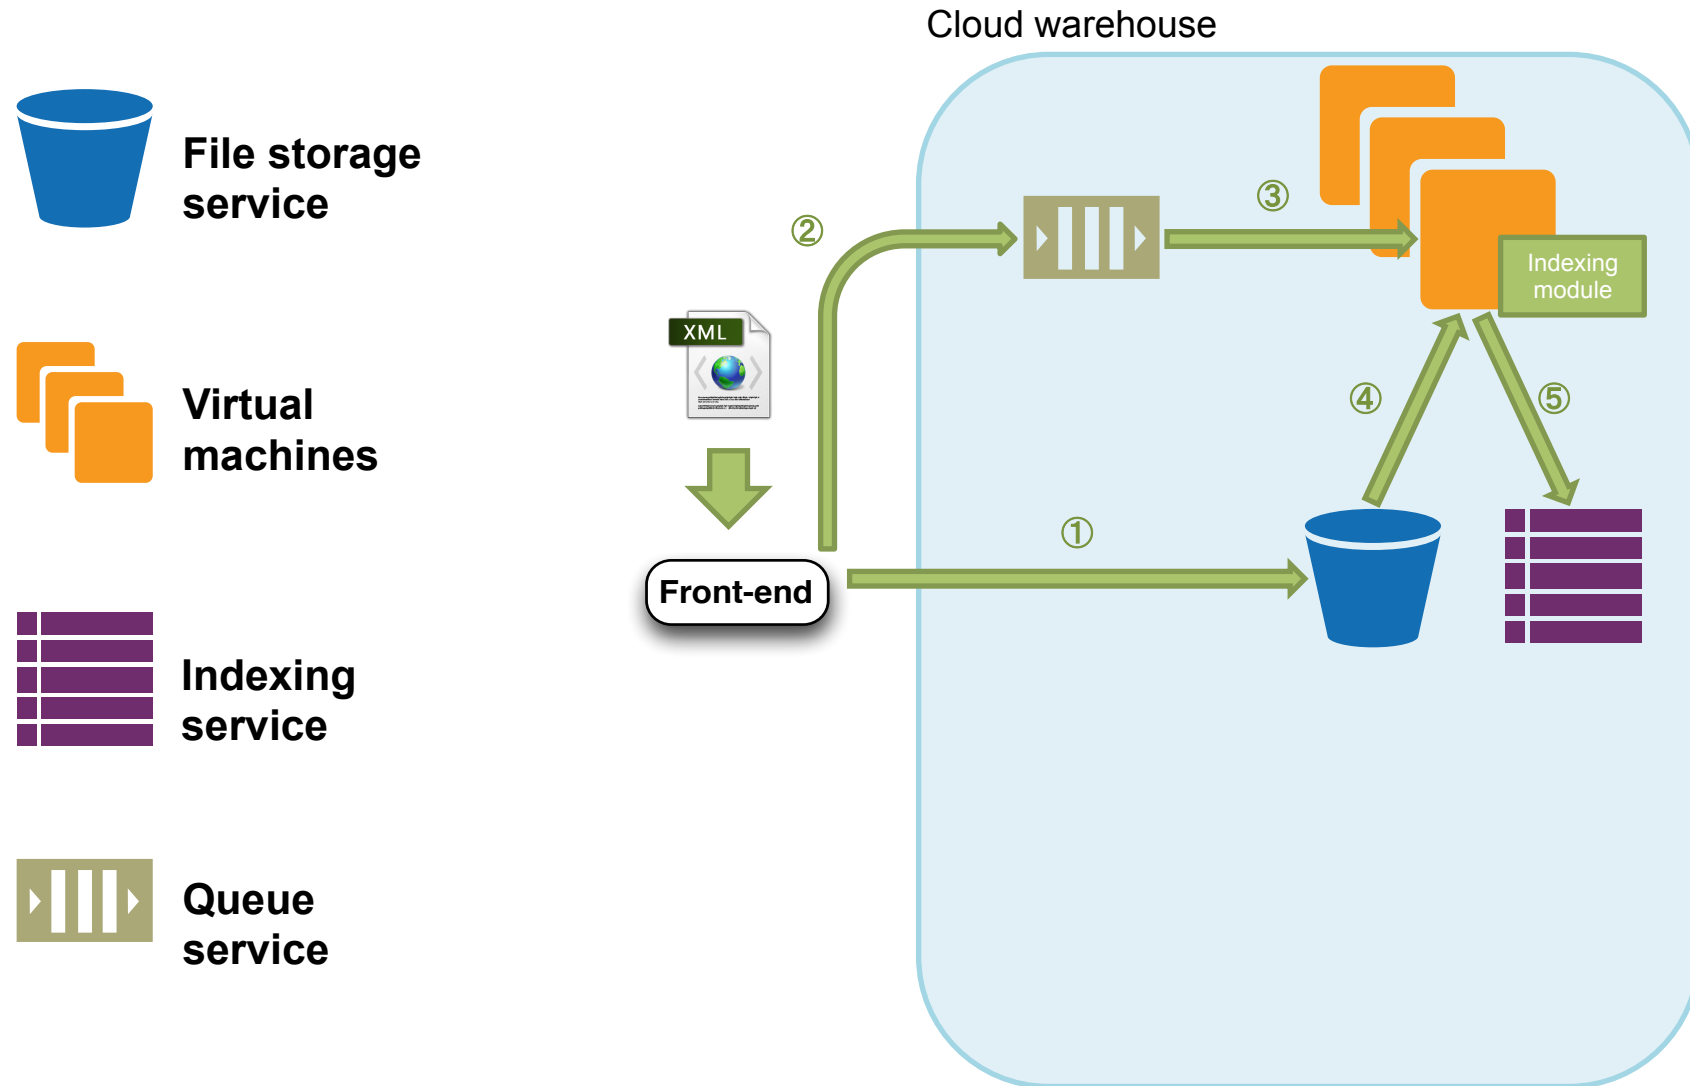 Cloud warehouse
File storage
service
②
③
Indexing
module
XML
Virtual
machines
④
⑤
①
Front-end
Indexing
service
Queue
service